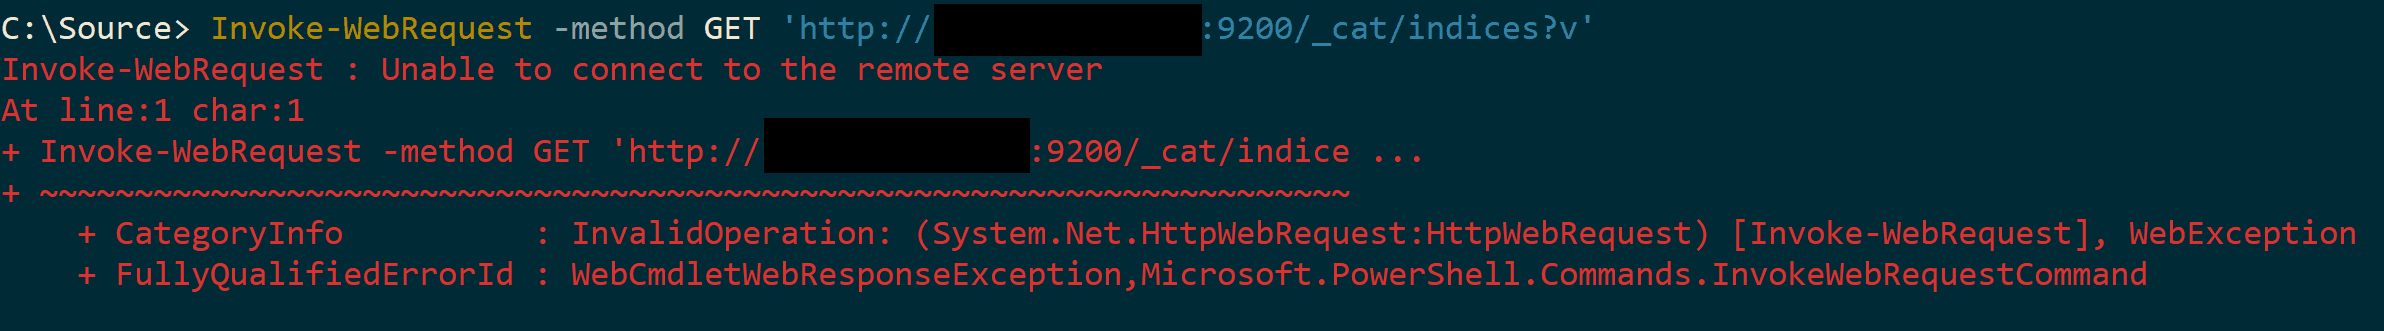 C:\Source> Invoke-WebRequest -method GET 'http:// :9200/_cat/indices?v'
Invoke-WebRequest : Unable to connect to the remote server
At line:1 char:1
+ Invoke-WebRequest -method GET 'http:// :9200/_cat/indice ...
+ ~~~~~~~~~~~~~~~~~~~~~~~~~~~~~~~~~~~~~~~~~~~~~~~~~~~~~~~~~~~~~~~~~~~~~
    + CategoryInfo          : InvalidOperation: (System.Net.HttpWebRequest:HttpWebRequest) [Invoke-WebRequest], WebException
    + FullyQualifiedErrorId : WebCmdletWebResponseException,Microsoft.PowerShell.Commands.InvokeWebRequestCommand